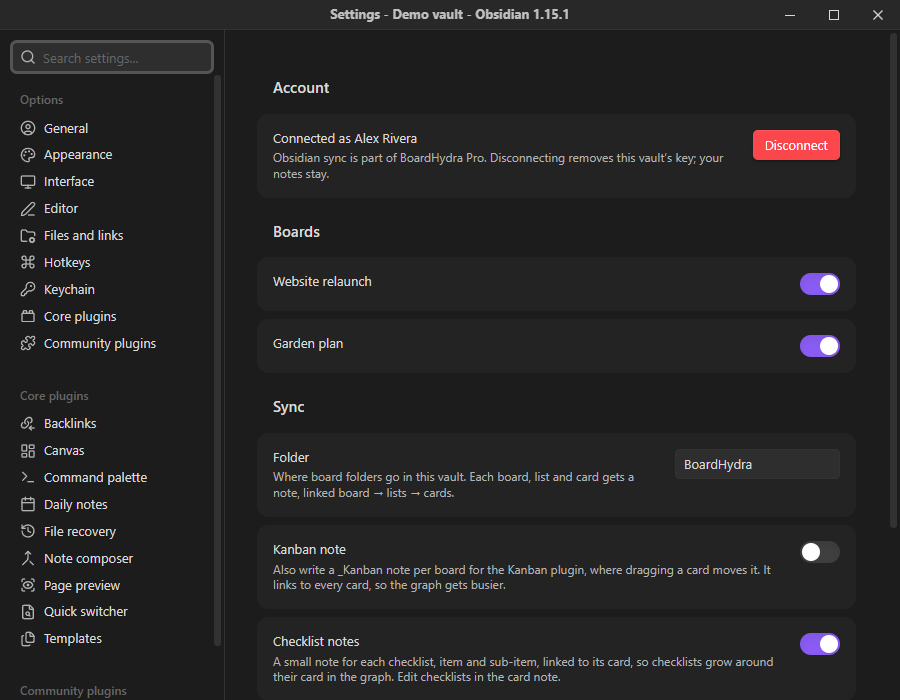 Settings - Demo vault - Obsidian 1.15.1
Search settings...
Options
General
Appearance
Interface
Editor
Files and links
Hotkeys
Keychain
Core plugins
Community plugins
Core plugins
Backlinks
Canvas
Command palette
Daily notes
File recovery
Note composer
Page preview
Quick switcher
Templates
Community plugins
Account
Connected as Alex Rivera
Obsidian sync is part of BoardHydra Pro. Disconnecting removes this vault's key; your
notes stay.
Disconnect
Boards
Website relaunch
Garden plan
Sync
Folder
Where board folders go in this vault. Each board, list and card gets a
note, linked board → lists → cards.
BoardHydra
Kanban note
Also write a _Kanban note per board for the Kanban plugin, where dragging a card moves it. It
links to every card, so the graph gets busier.
Checklist notes
A small note for each checklist, item and sub-item, linked to its card, so checklists grow around
their card in the graph. Edit checklists in the card note.